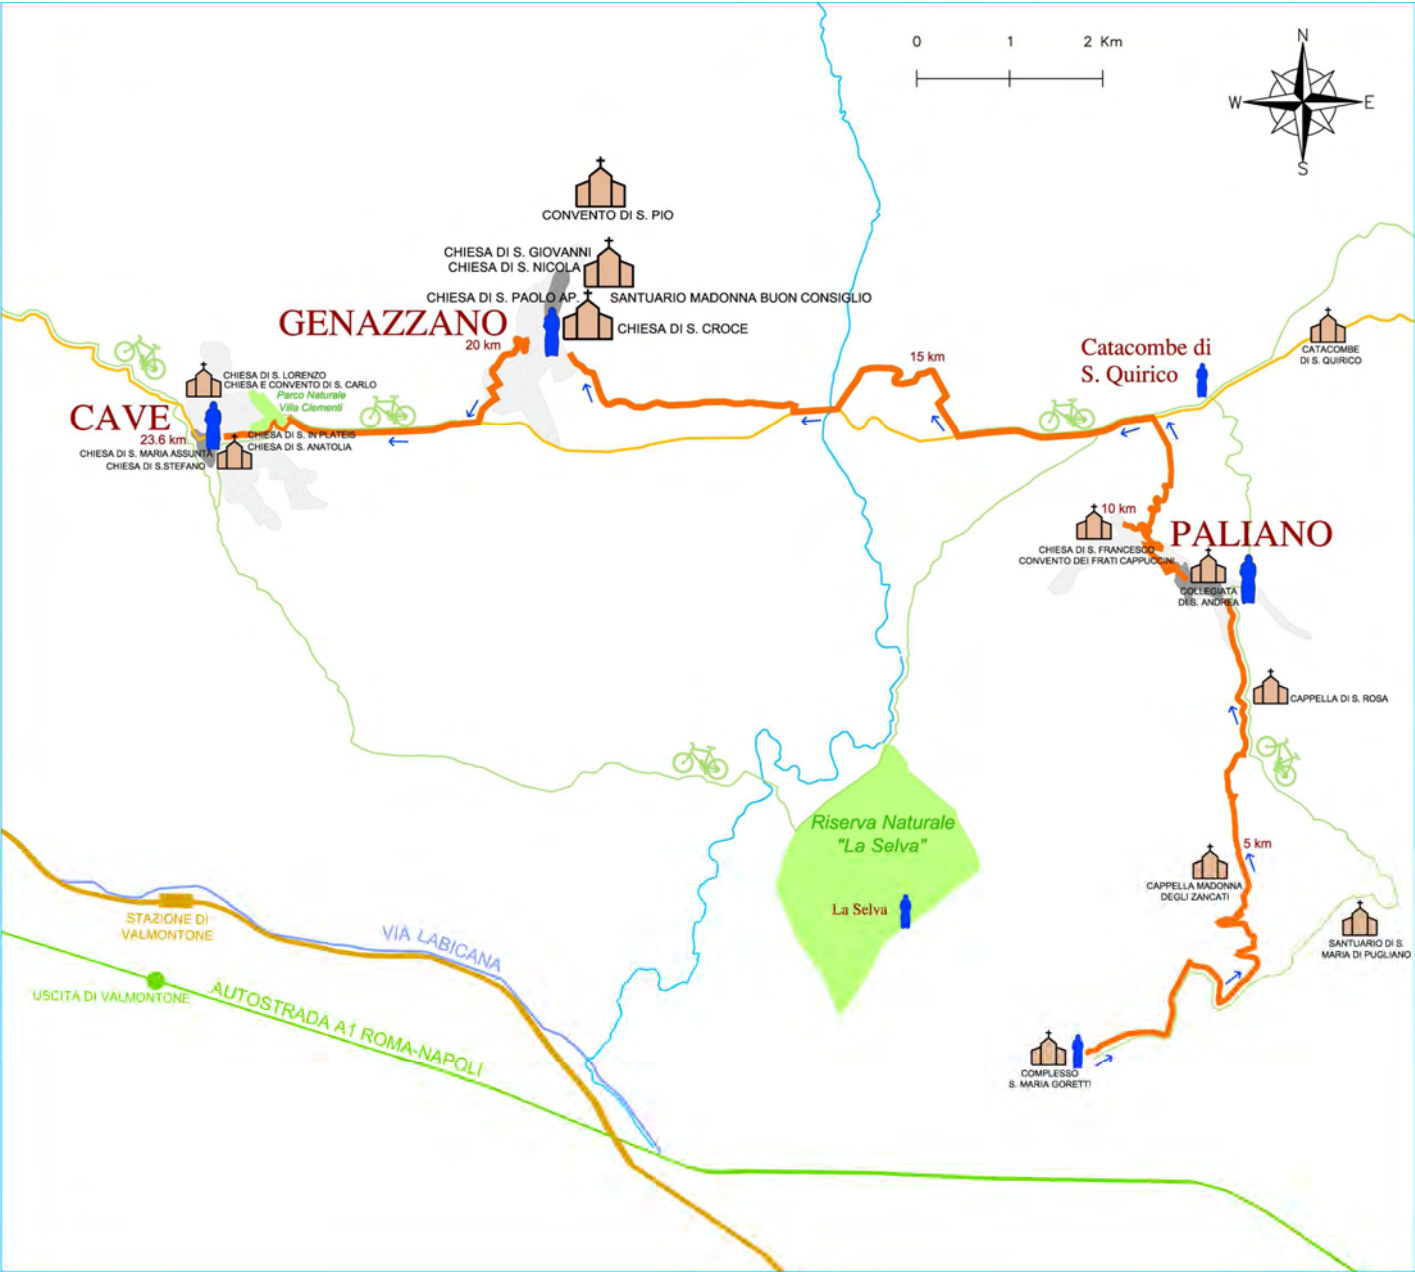 0 1 2 Km
N
W E
S
CONVENTO DI S. PIO
CHIESA DI S. GIOVANNI
CHIESA DI S. NICOLA
CHIESA DI S. PAOLO AP.
SANTUARIO MADONNA BUON CONSIGLIO
GENAZZANO
CHIESA DI S. CROCE
20 km
Catacombe di
S. Quirico
CATACOMBE
DI S. QUIRICO
15 km
CHIESA DI S. LORENZO
CHIESA E CONVENTO DI S. CARLO
Parco Naturale
Villa Clementi
CAVE
23.6 km
CHIESA DI S. IN PLATEIS
CHIESA DI S. ANATOLIA
CHIESA DI S. MARIA ASSUNTA
CHIESA DI S.STEFANO
10 km
PALIANO
CHIESA DI S. FRANCESCO
CONVENTO DEI FRATI CAPPUCCINI
COLLEGIATA
DI S. ANDREA
CAPPELLA DI S. ROSA
Riserva Naturale
"La Selva"
5 km
CAPPELLA MADONNA
DEGLI ZANCATI
La Selva
STAZIONE DI
VALMONTONE
VIA LABICANA
SANTUARIO DI S.
MARIA DI PUGLIANO
USCITA DI VALMONTONE
AUTOSTRADA A1 ROMA-NAPOLI
COMPLESSO
S. MARIA GORETTI